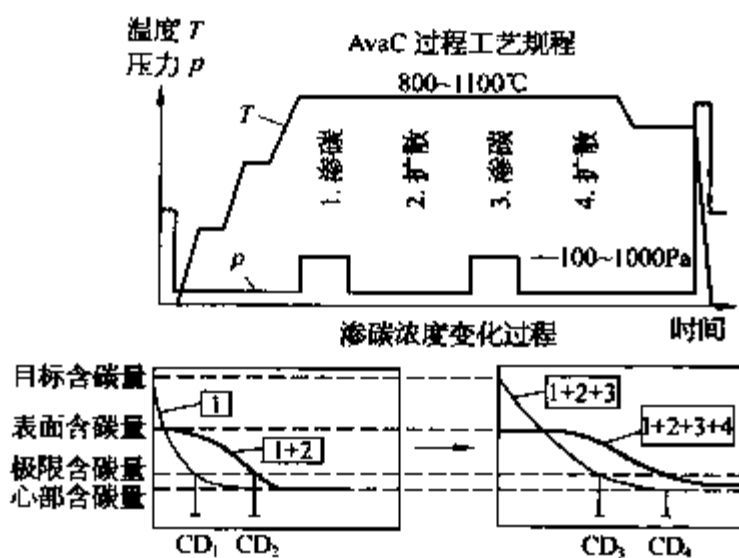 温度 T
压力 p
AvaC 过程工艺规程
800~1100℃
T
1. 渗碳
2. 扩散
3. 渗碳
4. 扩散
p
100~1000Pa
时间
渗碳浓度变化过程
目标含碳量
表面含碳量
极限含碳量
心部含碳量
1
1+2
1+2+3
1+2+3+4
CD₁
CD₂
CD₃
CD₄